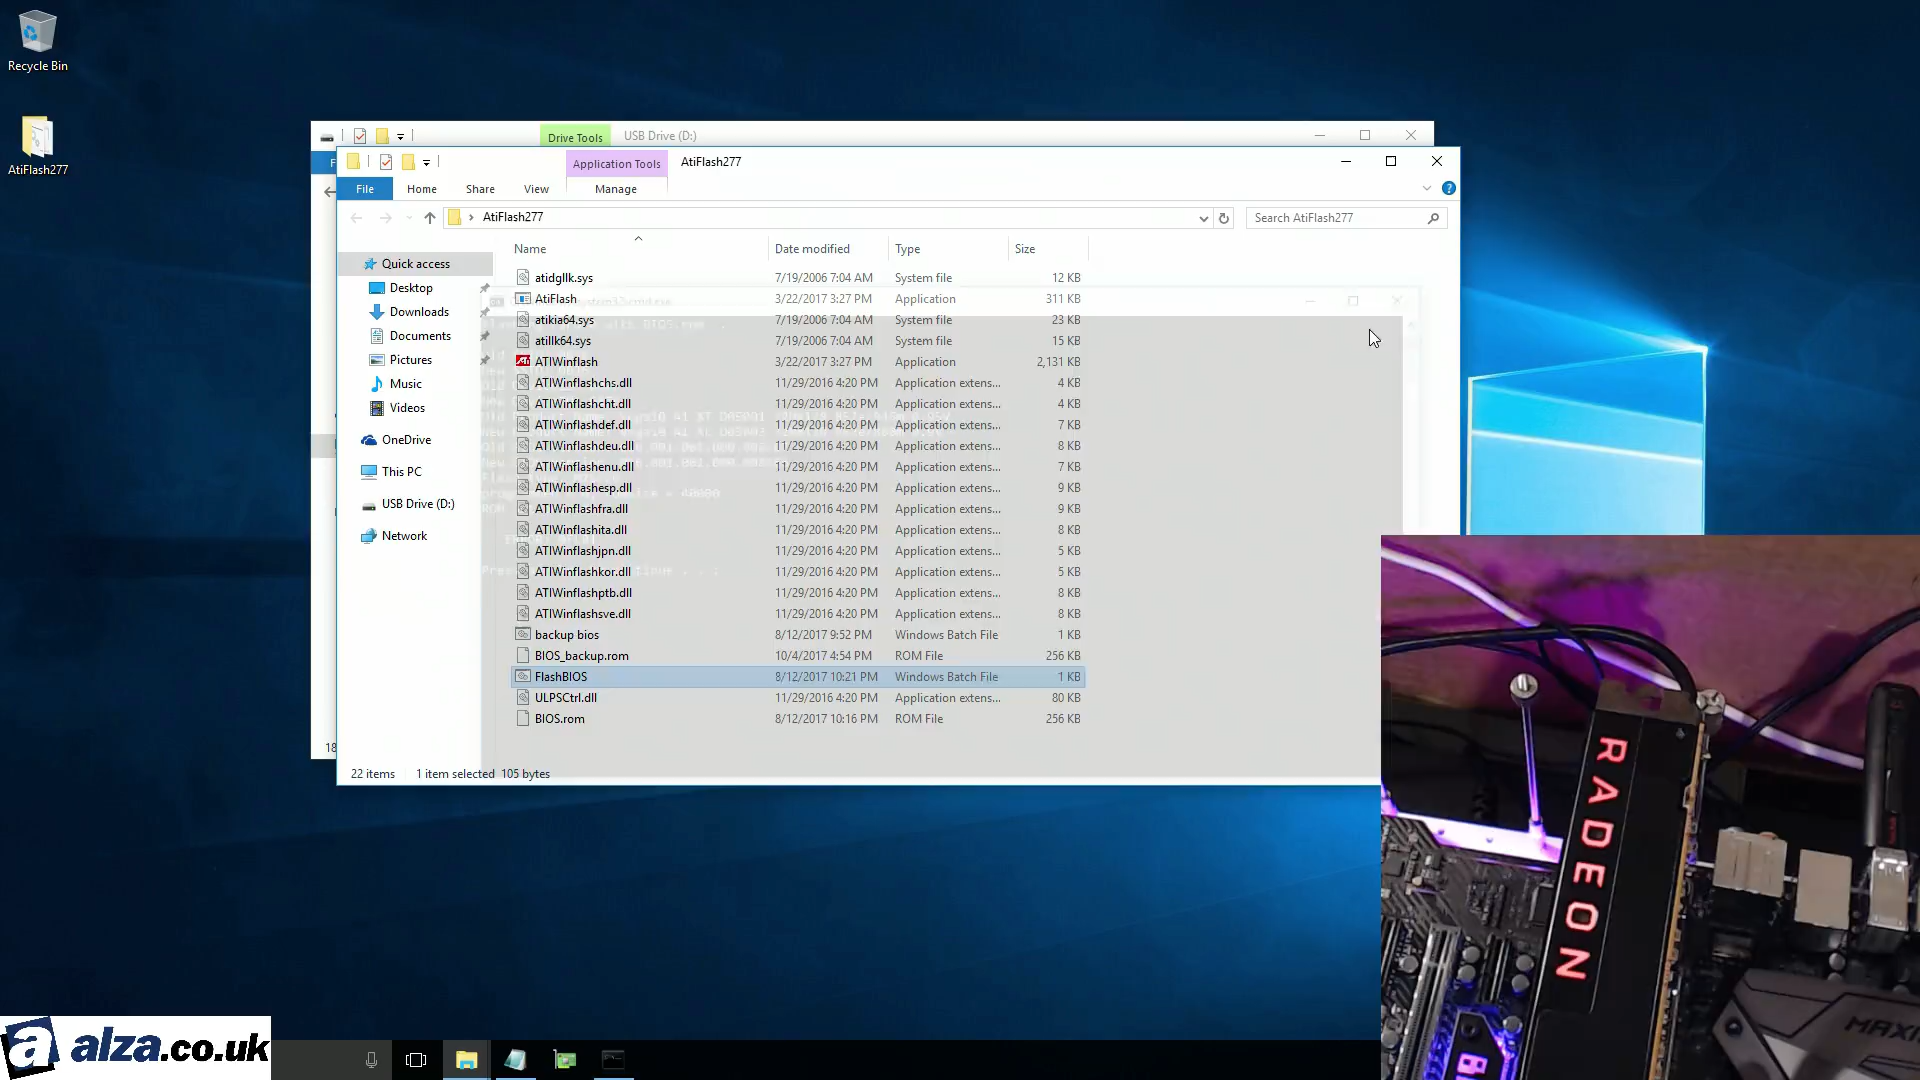 Recycle Bin
AtiFlash277
Drive Tools
USB Drive (D:)
Application Tools
AtiFlash277
File
Home
Share
View
Manage
AtiFlash277
Search AtiFlash277
Name
Date modified
Type
Size
Quick access
Desktop
Downloads
Documents
Pictures
Music
Videos
OneDrive
This PC
USB Drive (D:)
Network
atidgllk.sys 7/19/2006 7:04 AM System file 12 KB
AtiFlash 3/22/2017 3:27 PM Application 311 KB
atikia64.sys 7/19/2006 7:04 AM System file 23 KB
atillk64.sys 7/19/2006 7:04 AM System file 15 KB
ATIWinflash 3/22/2017 3:27 PM Application 2,131 KB
ATIWinflashchs.dll 11/29/2016 4:20 PM Application extens... 4 KB
ATIWinflashcht.dll 11/29/2016 4:20 PM Application extens... 4 KB
ATIWinflashdef.dll 11/29/2016 4:20 PM Application extens... 7 KB
ATIWinflashdeu.dll 11/29/2016 4:20 PM Application extens... 8 KB
ATIWinflashenu.dll 11/29/2016 4:20 PM Application extens... 7 KB
ATIWinflashesp.dll 11/29/2016 4:20 PM Application extens... 9 KB
ATIWinflashfra.dll 11/29/2016 4:20 PM Application extens... 9 KB
ATIWinflashita.dll 11/29/2016 4:20 PM Application extens... 8 KB
ATIWinflashjpn.dll 11/29/2016 4:20 PM Application extens... 5 KB
ATIWinflashkor.dll 11/29/2016 4:20 PM Application extens... 5 KB
ATIWinflashptb.dll 11/29/2016 4:20 PM Application extens... 8 KB
ATIWinflashsve.dll 11/29/2016 4:20 PM Application extens... 8 KB
backup bios 8/12/2017 9:52 PM Windows Batch File 1 KB
BIOS_backup.rom 10/4/2017 4:54 PM ROM File 256 KB
FlashBIOS 8/12/2017 10:21 PM Windows Batch File 1 KB
ULPSCtrl.dll 11/29/2016 4:20 PM Application extens... 80 KB
BIOS.rom 8/12/2017 10:16 PM ROM File 256 KB
22 items 1 item selected 105 bytes
RADEON
alza.co.uk